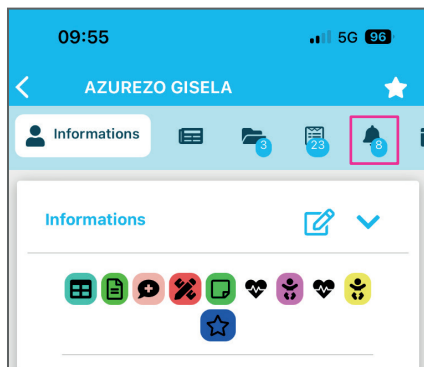 09:55 5G 96
AZUREZO GISELA
Informations 3 23 8
Informations